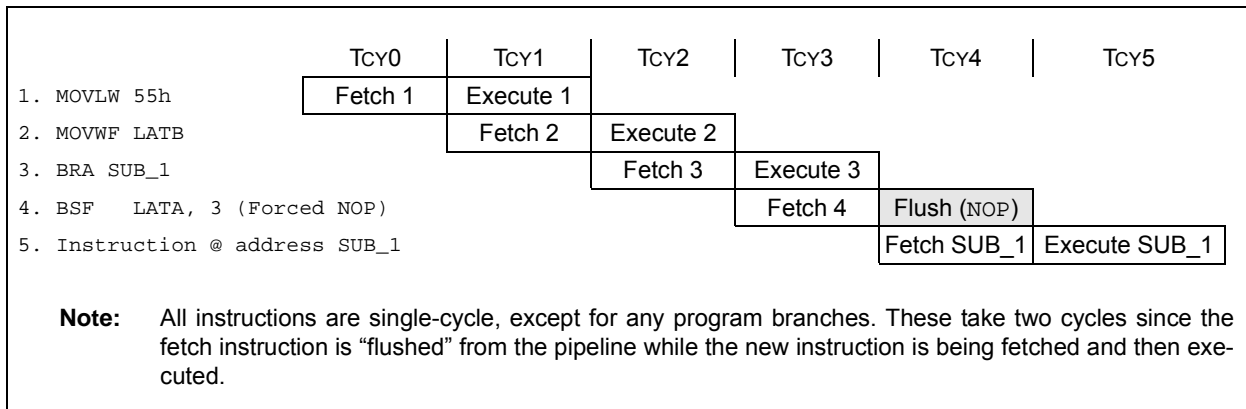 TCY0 TCY1 TCY2 TCY3 TCY4 TCY5
1. MOVLW 55h Fetch 1 Execute 1
2. MOVWF LATB Fetch 2 Execute 2
3. BRA SUB_1 Fetch 3 Execute 3
4. BSF LATA, 3 (Forced NOP) Fetch 4 Flush (NOP)
5. Instruction @ address SUB_1 Fetch SUB_1 Execute SUB_1
Note: All instructions are single-cycle, except for any program branches. These take two cycles since the
fetch instruction is “flushed” from the pipeline while the new instruction is being fetched and then exe-
cuted.